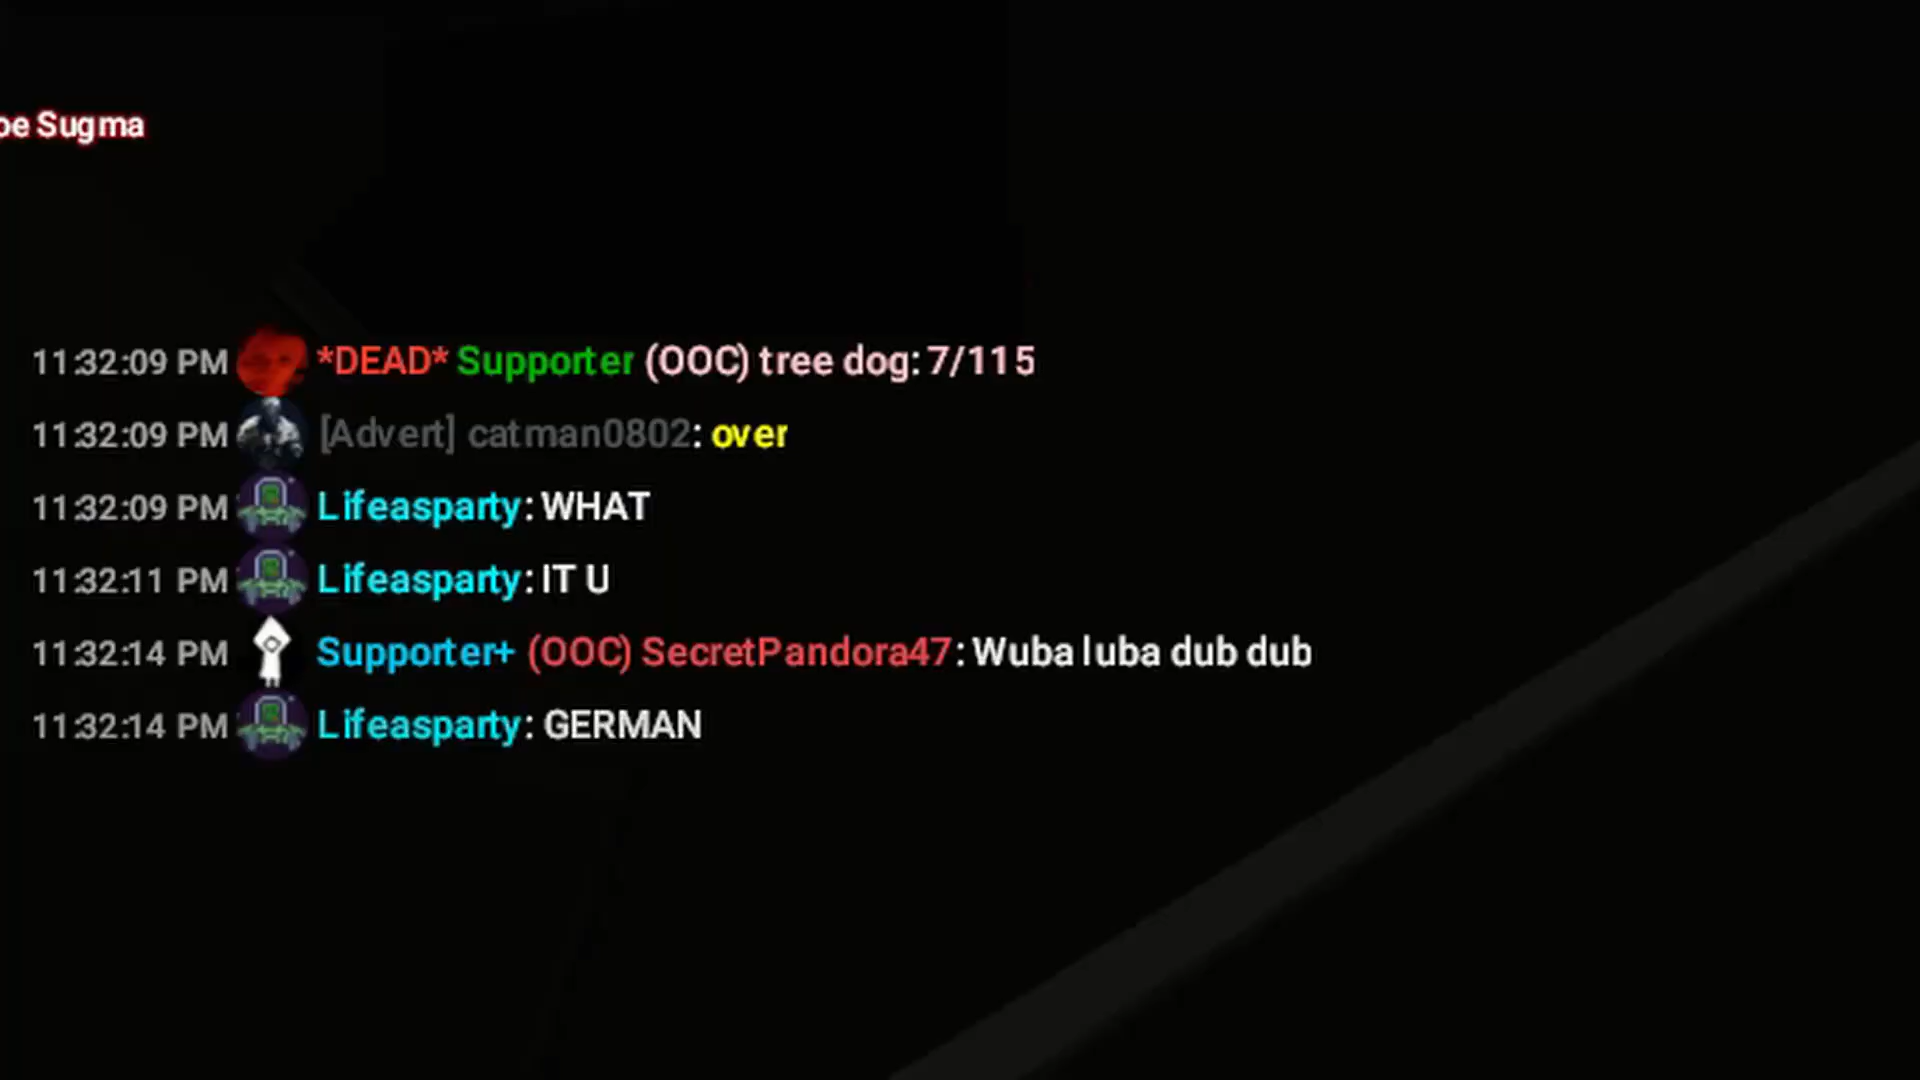 Sugma
11:32:09 PM *DEAD* Supporter (OOC) tree dog: 7/115
11:32:09 PM [Advert] catman0802: over
11:32:09 PM Lifeasparty: WHAT
11:32:11 PM Lifeasparty: IT U
11:32:14 PM Supporter+ (OOC) SecretPandora47: Wuba luba dub dub
11:32:14 PM Lifeasparty: GERMAN